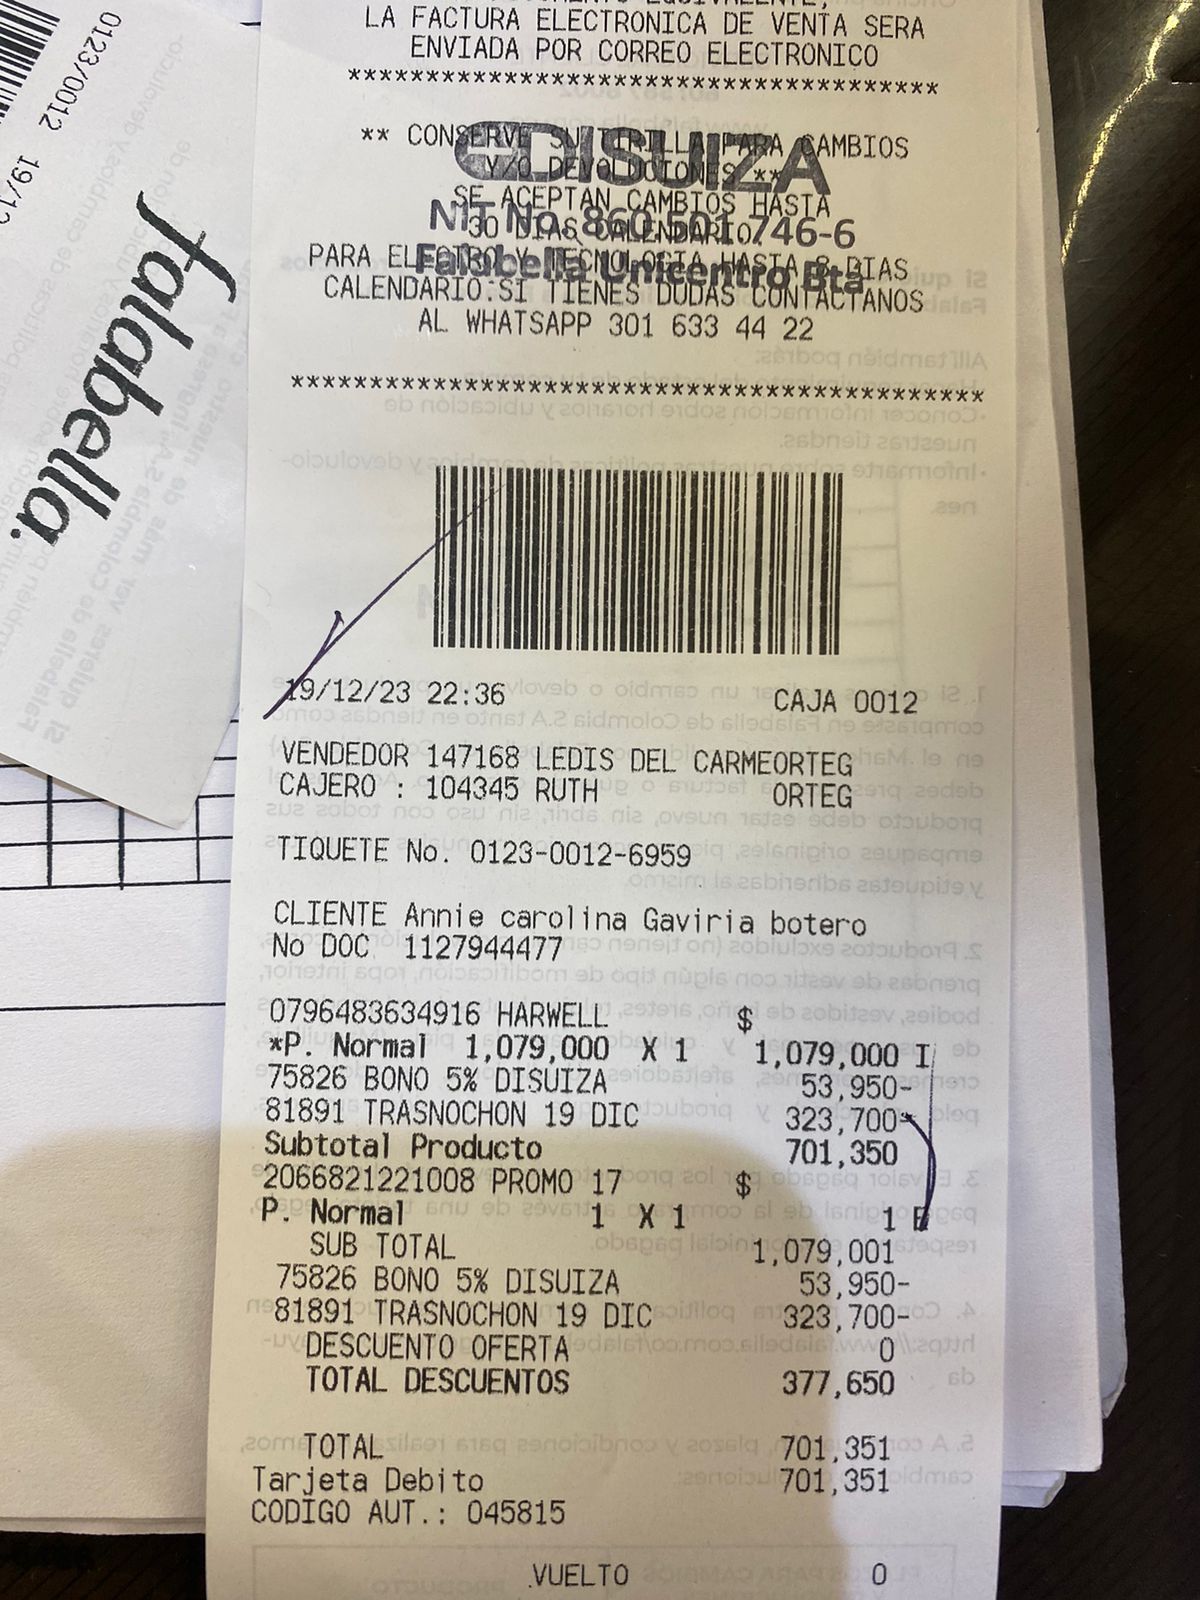 LA FACTURA ELECTRONICA DE VENTA SERA
ENVIADA POR CORREO ELECTRONICO
**************************************
** CONSERVE SU TIRILLA PARA CAMBIOS
Y/O DEVOLUCIONES **
SE ACEPTAN CAMBIOS HASTA
30 DIAS CALENDARIO.
PARA ELECTRO Y TECNOLOGIA HASTA 8 DIAS
CALENDARIO.SI TIENES DUDAS CONTACTANOS
AL WHATSAPP 301 633 44 22
EDISUIZA
NIT No. 860.501.746-6
Falabella Unicentro Bta
*********************************************
19/12/23 22:36 CAJA 0012
VENDEDOR 147168 LEDIS DEL CARMEORTEG
CAJERO : 104345 RUTH ORTEG
TIQUETE No. 0123-0012-6959
CLIENTE Annie carolina Gaviria botero
No DOC 1127944477
0796483634916 HARWELL $
*P. Normal 1,079,000 X 1 1,079,000 I
75826 BONO 5% DISUIZA 53,950-
81891 TRASNOCHON 19 DIC 323,700-
Subtotal Producto 701,350
2066821221008 PROMO 17 $
P. Normal 1 X 1 1 E
SUB TOTAL 1,079,001
75826 BONO 5% DISUIZA 53,950-
81891 TRASNOCHON 19 DIC 323,700-
DESCUENTO OFERTA 0
TOTAL DESCUENTOS 377,650
TOTAL 701,351
Tarjeta Debito 701,351
CODIGO AUT.: 045815
VUELTO 0
falabella.
0123/0012 19/12